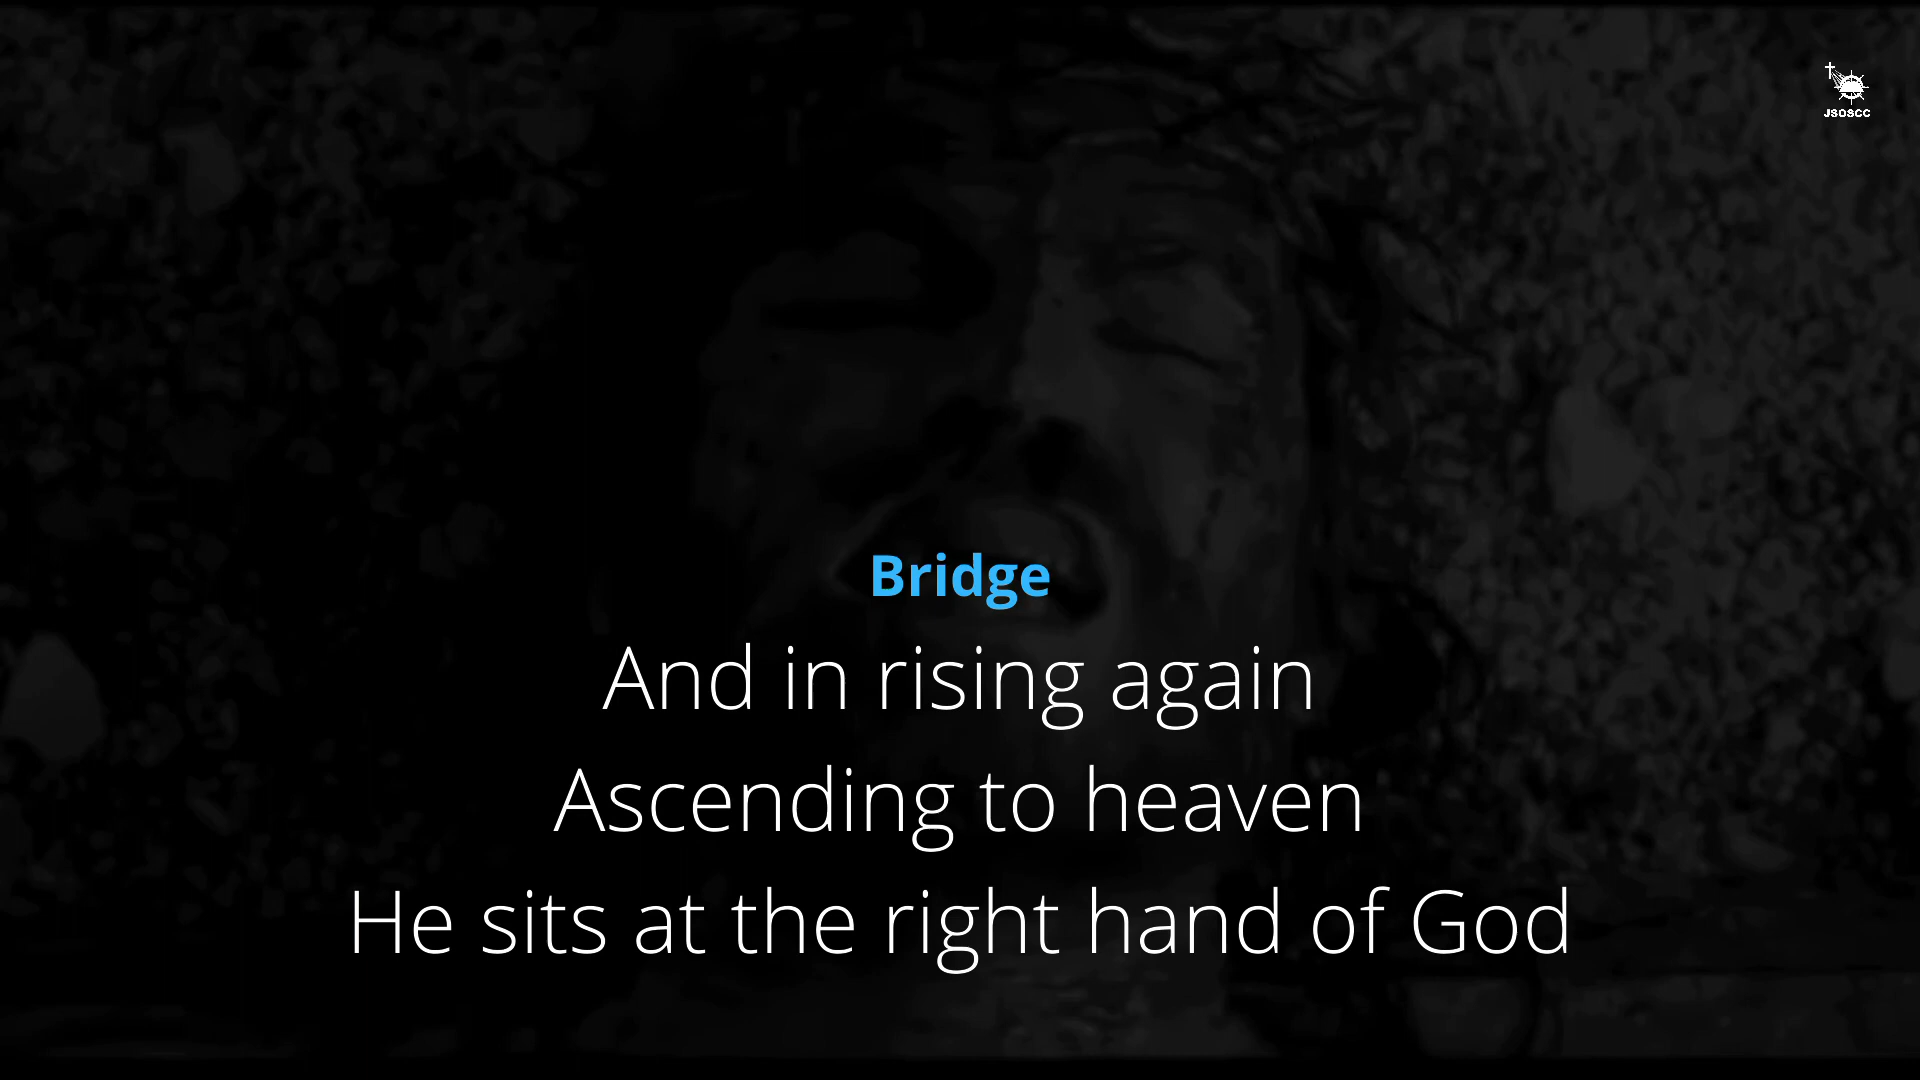 JSOSCC
Bridge
And in rising again
Ascending to heaven
He sits at the right hand of God